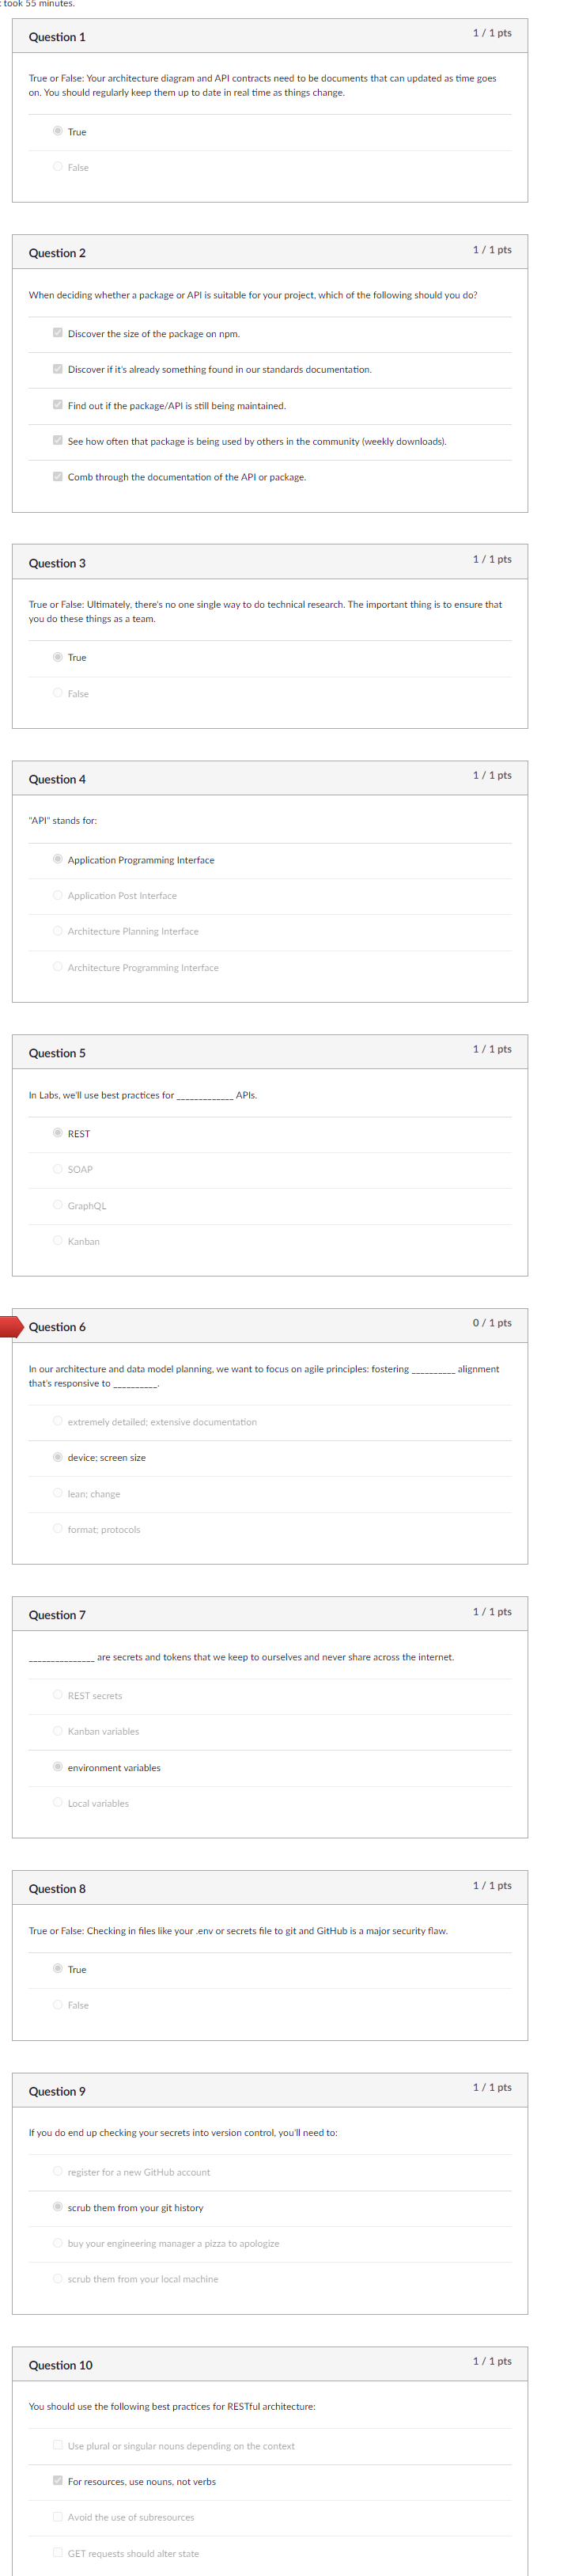 took 55 minutes.
Question 1
1 / 1 pts
True or False: Your architecture diagram and API contracts need to be documents that can updated as time goes
on. You should regularly keep them up to date in real time as things change.
True
False
Question 2
1 / 1 pts
When deciding whether a package or API is suitable for your project, which of the following should you do?
Discover the size of the package on npm.
Discover if it's already something found in our standards documentation.
Find out if the package/API is still being maintained.
See how often that package is being used by others in the community (weekly downloads).
Comb through the documentation of the API or package.
Question 3
1 / 1 pts
True or False: Ultimately, there's no one single way to do technical research. The important thing is to ensure that
you do these things as a team.
True
False
Question 4
1 / 1 pts
"API" stands for:
Application Programming Interface
Application Post Interface
Architecture Planning Interface
Architecture Programming Interface
Question 5
1 / 1 pts
In Labs, we'll use best practices for _____________ APIs.
REST
SOAP
GraphQL
Kanban
Question 6
0 / 1 pts
In our architecture and data model planning, we want to focus on agile principles: fostering __________ alignment
that's responsive to __________.
extremely detailed; extensive documentation
device; screen size
lean; change
format; protocols
Question 7
1 / 1 pts
_______________ are secrets and tokens that we keep to ourselves and never share across the internet.
REST secrets
Kanban variables
environment variables
Local variables
Question 8
1 / 1 pts
True or False: Checking in files like your .env or secrets file to git and GitHub is a major security flaw.
True
False
Question 9
1 / 1 pts
If you do end up checking your secrets into version control, you'll need to:
register for a new GitHub account
scrub them from your git history
buy your engineering manager a pizza to apologize
scrub them from your local machine
Question 10
1 / 1 pts
You should use the following best practices for RESTful architecture:
Use plural or singular nouns depending on the context
For resources, use nouns, not verbs
Avoid the use of subresources
GET requests should alter state